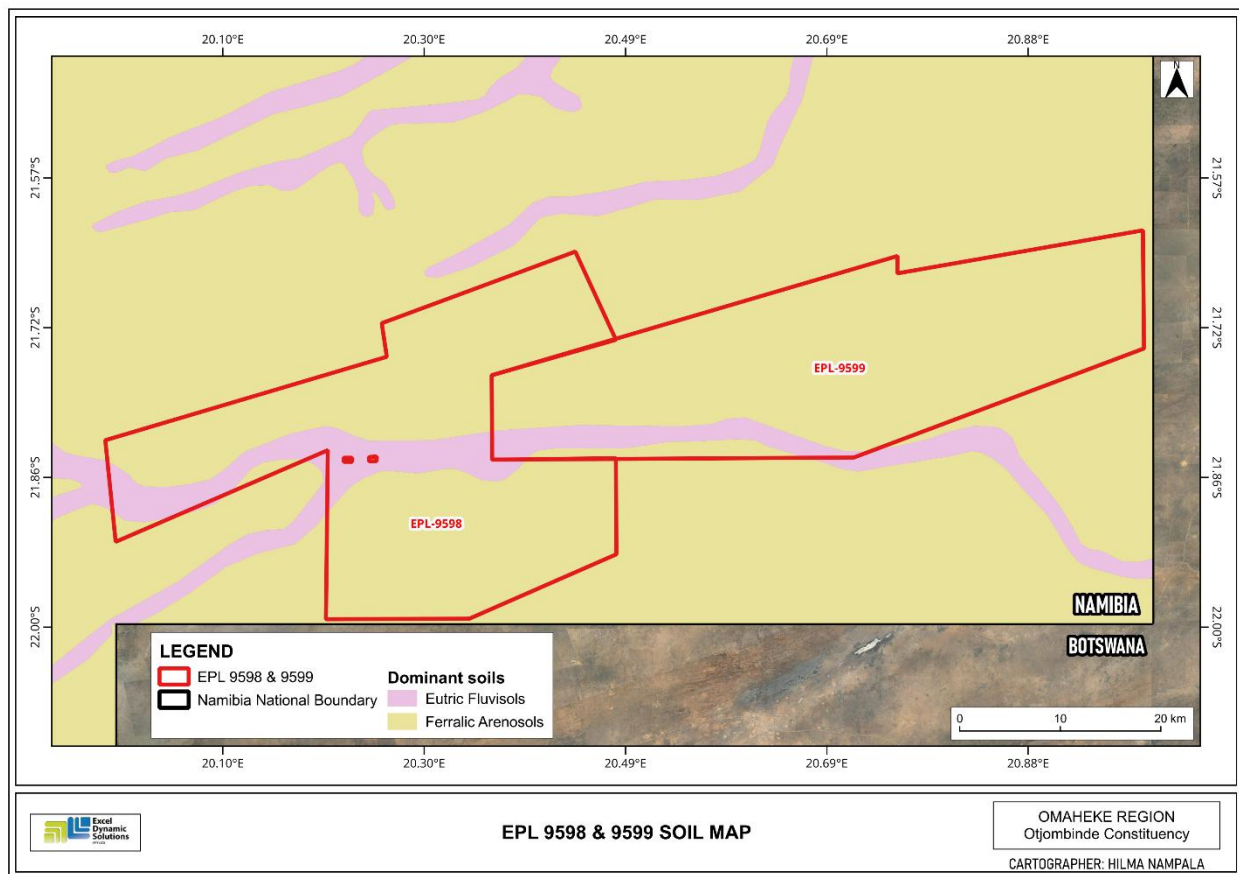 20.10°E 20.30°E 20.49°E 20.69°E 20.88°E
N
21.57°S 21.57°S
21.72°S 21.72°S
EPL-9599
21.86°S 21.86°S
EPL-9598
NAMIBIA
22.00°S 22.00°S
BOTSWANA
LEGEND
EPL 9598 & 9599
Namibia National Boundary
Dominant soils
Eutric Fluvisols
Ferralic Arenosols
0 10 20 km
20.10°E 20.30°E 20.49°E 20.69°E 20.88°E
Excel
Dynamic
Solutions
EPL 9598 & 9599 SOIL MAP
OMAHEKE REGION
Otjombinde Constituency
CARTOGRAPHER: HILMA NAMPALA